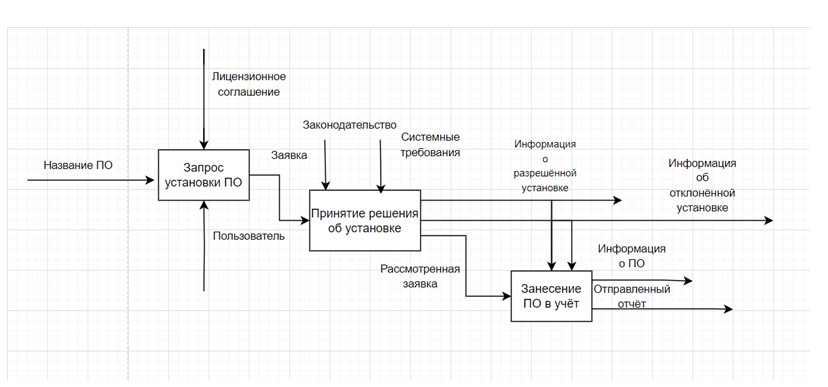 Лицензионное
соглашение
Название ПО
Запрос
установки ПО
Пользователь
Заявка
Законодательство
Системные
требования
Принятие решения
об установке
Информация
о
разрешённой
установке
Информация
об
отклонённой
установке
Рассмотренная
заявка
Занесение
ПО в учёт
Информация
о ПО
Отправленный
отчёт